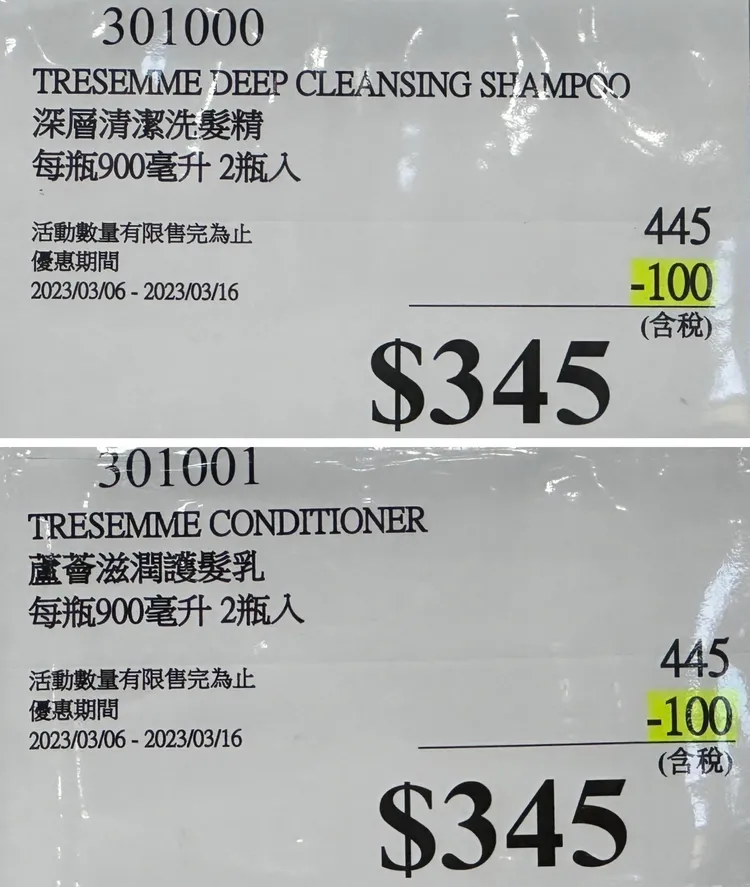 301000
TRESEMME DEEP CLEANSING SHAMPOO
深層清潔洗髮精
每瓶900毫升 2瓶入
活動數量有限售完為止
優惠期間
2023/03/06 - 2023/03/16
445
-100
(含稅)
$345
301001
TRESEMME CONDITIONER
蘆薈滋潤護髮乳
每瓶900毫升 2瓶入
活動數量有限售完為止
優惠期間
2023/03/06 - 2023/03/16
445
-100
(含稅)
$345